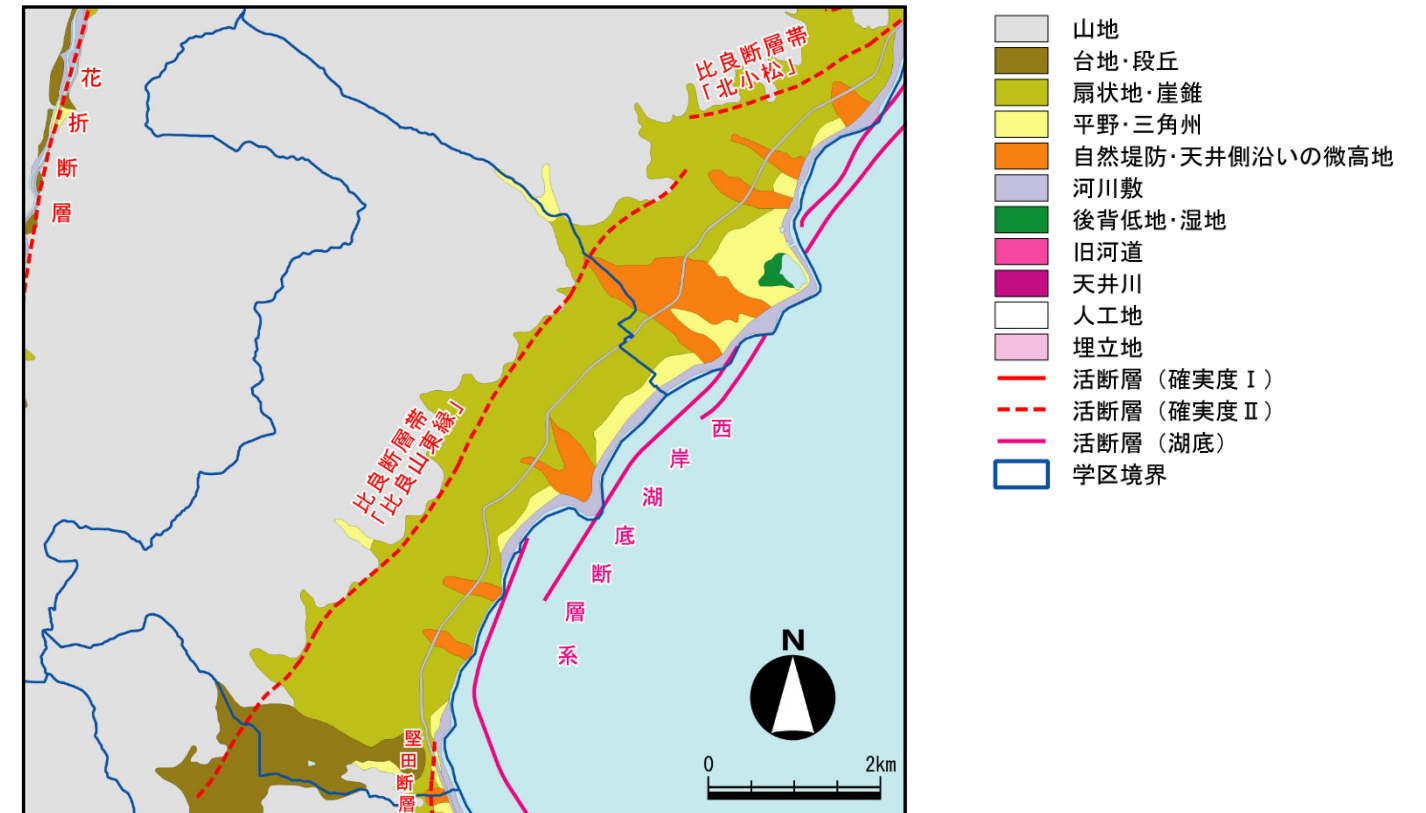 花折断層
比良断層帯
「北小松」
比良断層帯
「比良山東縁」
西岸湖底断層系
堅田断層
N
0 2km
山地
台地・段丘
扇状地・崖錐
平野・三角州
自然堤防・天井側沿いの微高地
河川敷
後背低地・湿地
旧河道
天井川
人工地
埋立地
活断層（確実度Ⅰ）
活断層（確実度Ⅱ）
活断層（湖底）
学区境界